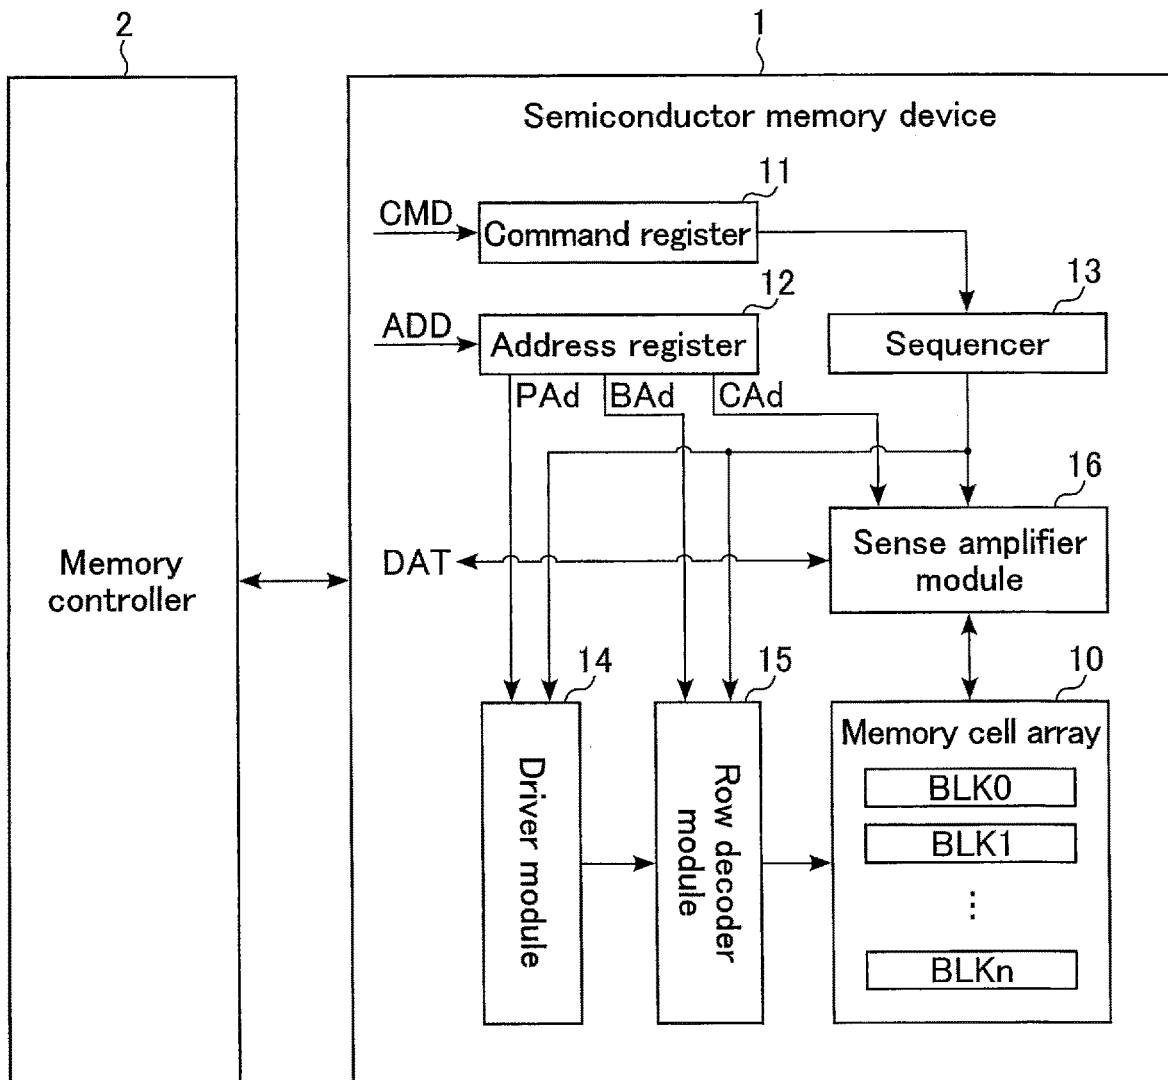 2
1
Semiconductor memory device
11
CMD
Command register
12
13
ADD
Address register
Sequencer
PAd
BAd
CAd
16
DAT
Sense amplifier
module
Memory
controller
14
15
10
Driver module
Row decoder
module
Memory cell array
BLK0
BLK1
...
BLKn